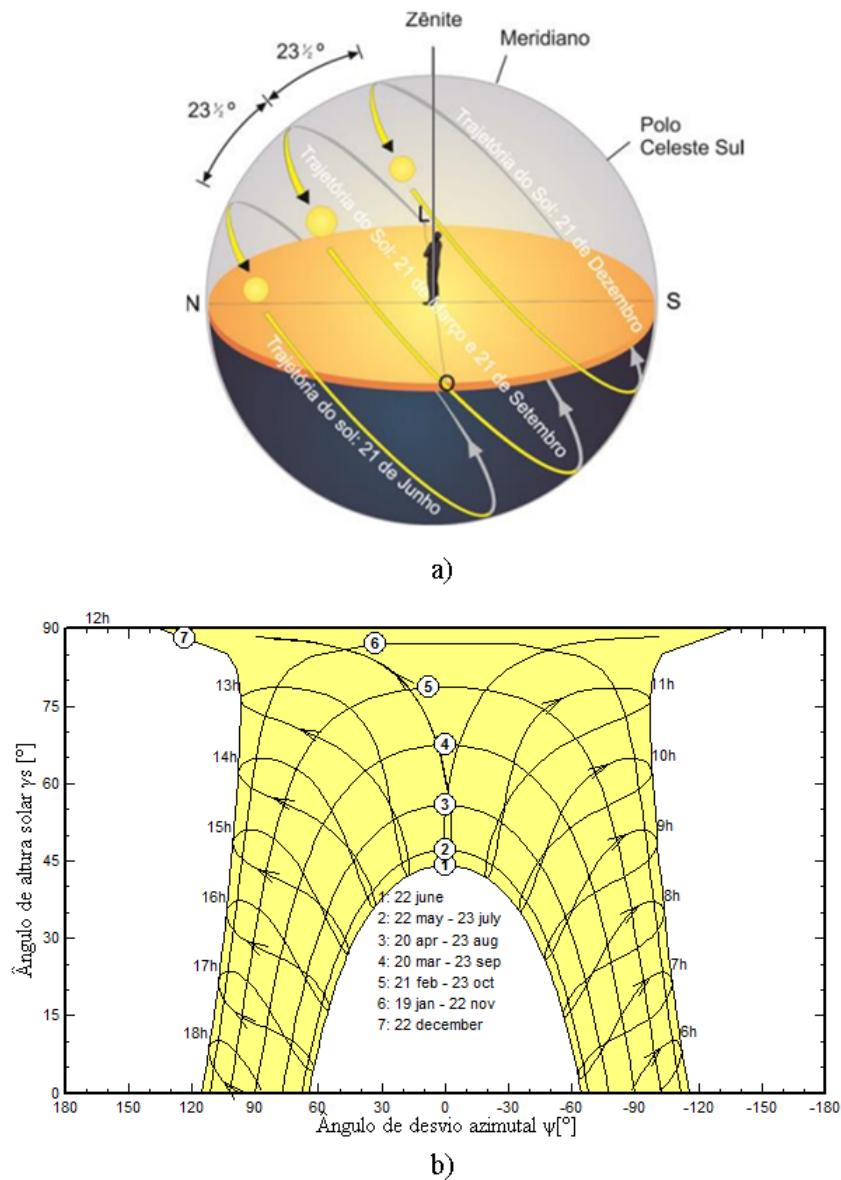 Zênite
Meridiano
23½°
23½°
Polo
Celeste Sul
Trajetória do Sol: 21 de Dezembro
Trajetória do Sol: 21 de Março e 21 de Setembro
Trajetória do sol: 21 de Junho
L
N
S
O
a)
12h
90
75
60
45
30
15
0
Ângulo de altura solar γs [°]
7
6
5
4
3
2
1
13h
14h
15h
16h
17h
18h
11h
10h
9h
8h
7h
6h
1: 22 june
2: 22 may - 23 july
3: 20 apr - 23 aug
4: 20 mar - 23 sep
5: 21 feb - 23 oct
6: 19 jan - 22 nov
7: 22 december
180 150 120 90 60 30 0 -30 -60 -90 -120 -150 -180
Ângulo de desvio azimutal ψ[°]
b)